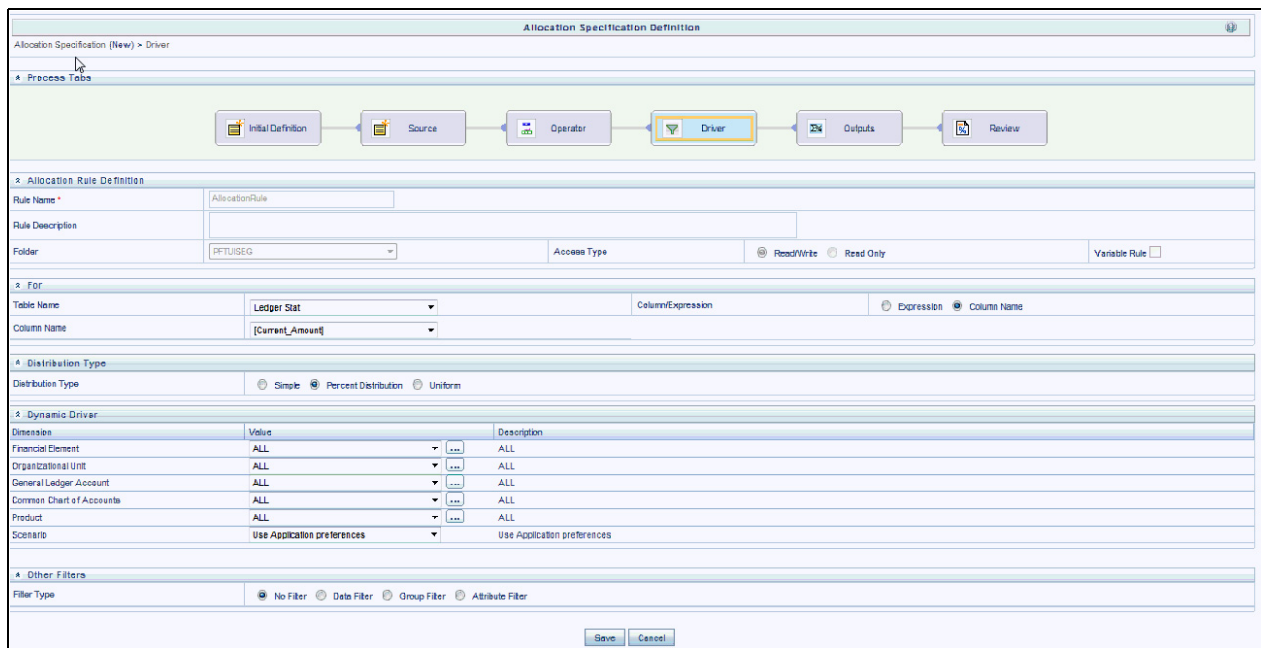 Allocation Specification Definition
Allocation Specification (New) > Driver
Process Tabs
Initial Definition
Source
Operator
Driver
Outputs
Review
Allocation Rule Definition
Rule Name *
AllocationRule
Rule Description
Folder
PFTUISEG
Access Type
Read/Write
Read Only
Variable Rule
For
Table Name
Ledger Stat
Column/Expression
Expression
Column Name
Column Name
[Current_Amount]
Distribution Type
Distribution Type
Simple
Percent Distribution
Uniform
Dynamic Driver
Dimension Value Description
Financial Element ALL ... ALL
Organizational Unit ALL ... ALL
General Ledger Account ALL ... ALL
Common Chart of Accounts ALL ... ALL
Product ALL ... ALL
Scenario Use Application preferences Use Application preferences
Other Filters
Filter Type
No Filter
Data Filter
Group Filter
Attribute Filter
Save
Cancel